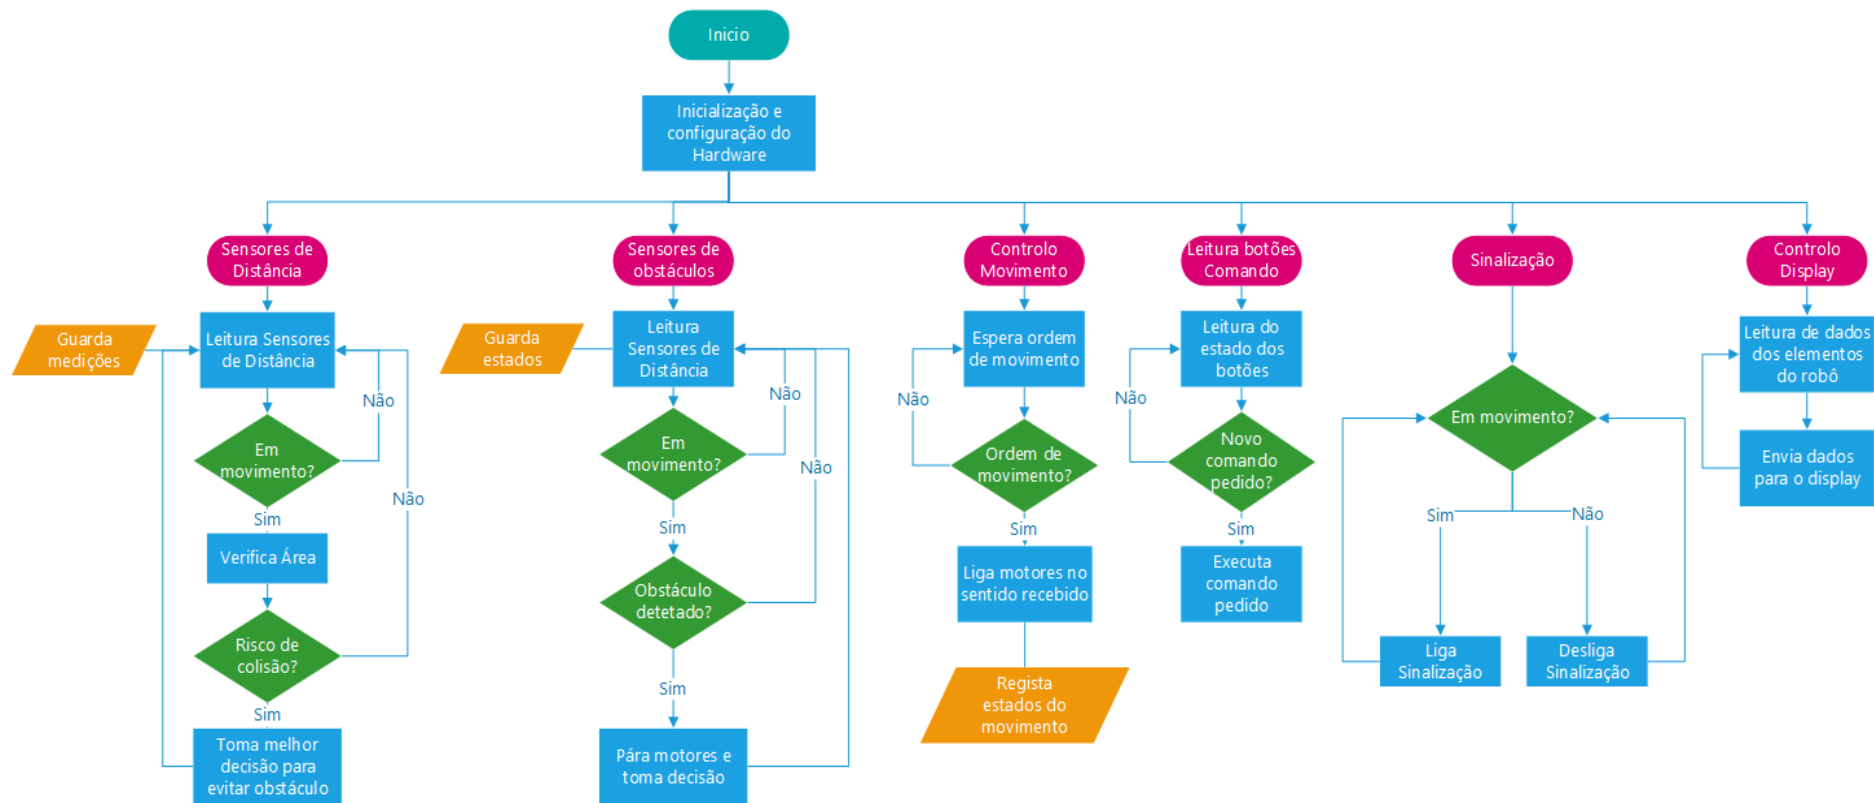 Inicio
Inicialização e
configuração do
Hardware
Sensores de
Distância
Sensores de
obstáculos
Controlo
Movimento
Leitura botões
Comando
Sinalização
Controlo
Display
Guarda
medições
Leitura Sensores
de Distância
Não
Em
movimento?
Não
Sim
Verifica Área
Risco de
colisão?
Sim
Toma melhor
decisão para
evitar obstáculo
Guarda
estados
Leitura
Sensores de
Distância
Não
Em
movimento?
Não
Sim
Obstáculo
detetado?
Sim
Pára motores e
toma decisão
Espera ordem
de movimento
Não
Ordem de
movimento?
Sim
Liga motores no
sentido recebido
Regista
estados do
movimento
Leitura do
estado dos
botões
Não
Novo
comando
pedido?
Sim
Executa
comando
pedido
Em movimento?
Sim
Não
Liga
Sinalização
Desliga
Sinalização
Leitura de dados
dos elementos
do robô
Envia dados
para o display